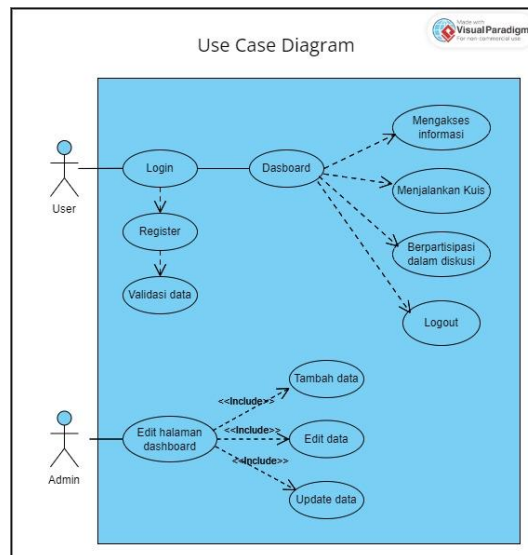 Made with
Visual Paradigm
For non-commercial use
Use Case Diagram
Mengakses
informasi
Login
Dasboard
Menjalankan Kuis
User
Register
Berpartisipasi
dalam diskusi
Validasi data
Logout
Tambah data
<<Include>>
Edit halaman
dashboard
<<Include>>
Edit data
<<Include>>
Admin
Update data